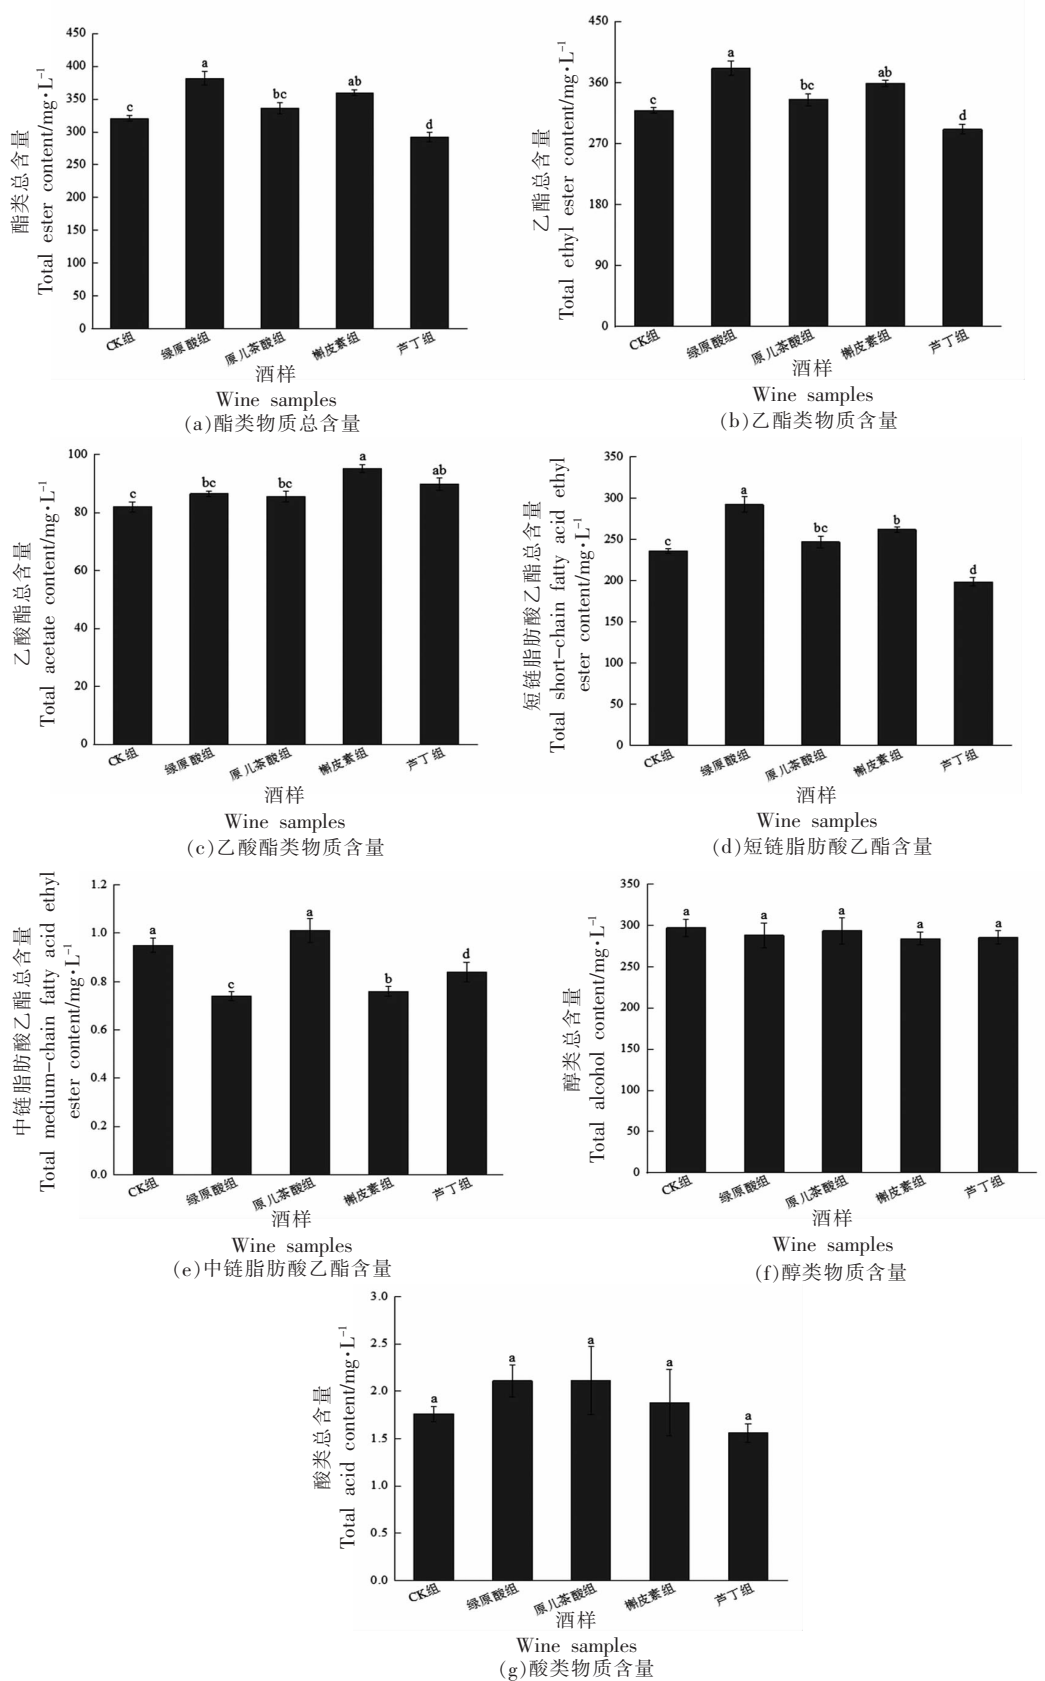 酯类总含量
Total ester content/mg·L⁻¹
450
400
350
300
250
200
150
100
50
0
c
a
bc
ab
d
CK组
绿原酸组
原儿茶酸组
槲皮素组
芦丁组
酒样
Wine samples
(a)酯类物质总含量
乙酯总含量
Total ethyl ester content/mg·L⁻¹
450
360
270
180
90
0
c
a
bc
ab
d
CK组
绿原酸组
原儿茶酸组
槲皮素组
芦丁组
酒样
Wine samples
(b)乙酯类物质含量
乙酸酯总含量
Total acetate content/mg·L⁻¹
100
80
60
40
20
0
c
bc
bc
a
ab
CK组
绿原酸组
原儿茶酸组
槲皮素组
芦丁组
酒样
Wine samples
(c)乙酸酯类物质含量
短链脂肪酸乙酯总含量
Total short-chain fatty acid ethyl
ester content/mg·L⁻¹
350
300
250
200
150
100
50
0
c
a
bc
b
d
CK组
绿原酸组
原儿茶酸组
槲皮素组
芦丁组
酒样
Wine samples
(d)短链脂肪酸乙酯含量
中链脂肪酸乙酯总含量
Total medium-chain fatty acid ethyl
ester content/mg·L⁻¹
1.2
1.0
0.8
0.6
0.4
0.2
0.0
a
c
a
b
d
CK组
绿原酸组
原儿茶酸组
槲皮素组
芦丁组
酒样
Wine samples
(e)中链脂肪酸乙酯含量
醇类总含量
Total alcohol content/mg·L⁻¹
350
300
250
200
150
100
50
0
a
a
a
a
a
CK组
绿原酸组
原儿茶酸组
槲皮素组
芦丁组
酒样
Wine samples
(f)醇类物质含量
酸类总含量
Total acid content/mg·L⁻¹
3.0
2.5
2.0
1.5
1.0
0.5
0.0
a
a
a
a
a
CK组
绿原酸组
原儿茶酸组
槲皮素组
芦丁组
酒样
Wine samples
(g)酸类物质含量